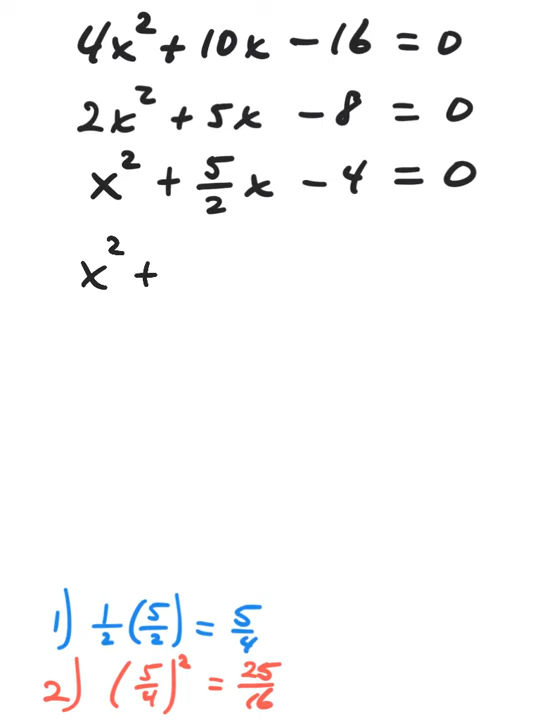 4x² + 10x - 16 = 0
2x² + 5x - 8 = 0
x² + 5/2 x - 4 = 0
x² +
1) 1/2 (5/2) = 5/4
2) (5/4)² = 25/16